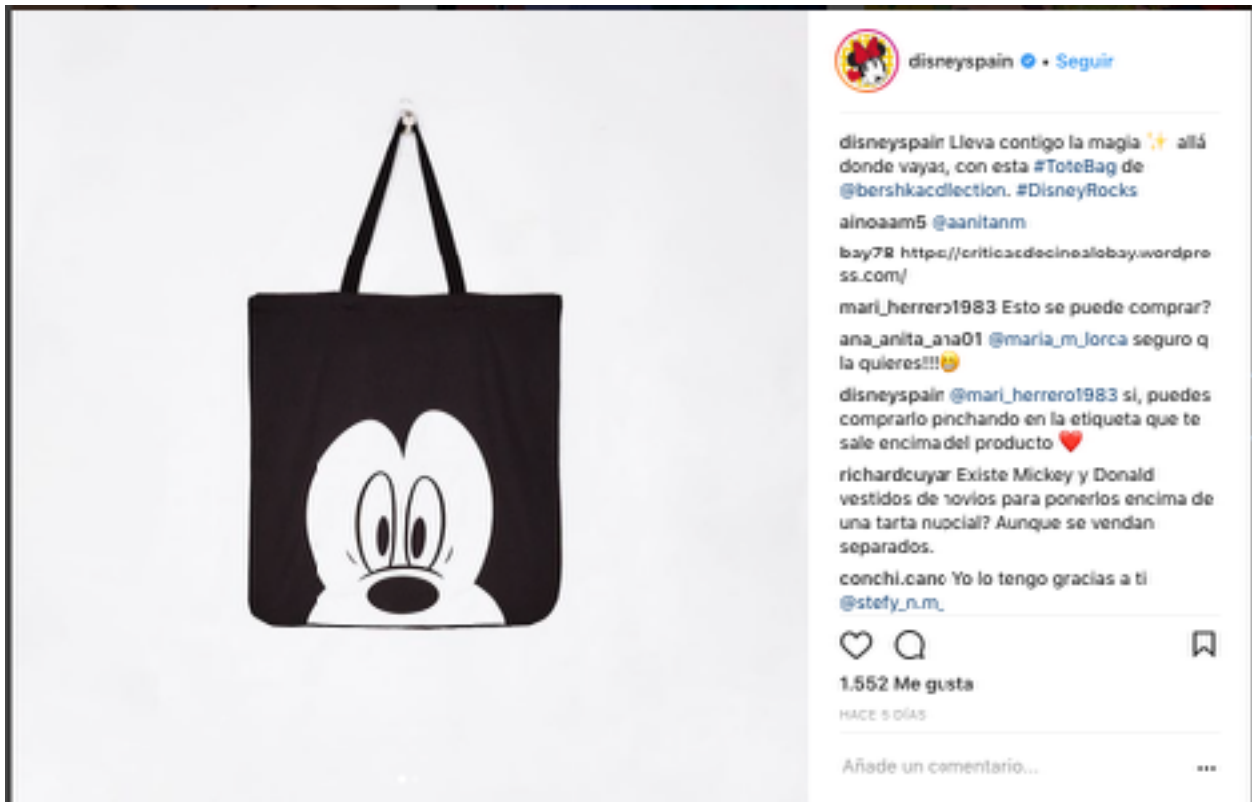 disneyspain • Seguir
disneyspain Lleva contigo la magia ✨ allá
donde vayas, con esta #ToteBag de
@bershkacollection. #DisneyRocks
ainoaam5 @aanitanm
bay78 https://criticasdecinealobay.wordpre
ss.com/
mari_herrero1983 Esto se puede comprar?
ana_anita_ana01 @maria_m_lorca seguro q
la quieres!!!😁
disneyspain @mari_herrero1983 si, puedes
comprarlo pinchando en la etiqueta que te
sale encima del producto ❤️
richardcuyar Existe Mickey y Donald
vestidos de novios para ponerlos encima de
una tarta nupcial? Aunque se vendan
separados.
conchi.cano Yo lo tengo gracias a ti
@stefy_n.m_
1.552 Me gusta
HACE 5 DÍAS
Añade un comentario...